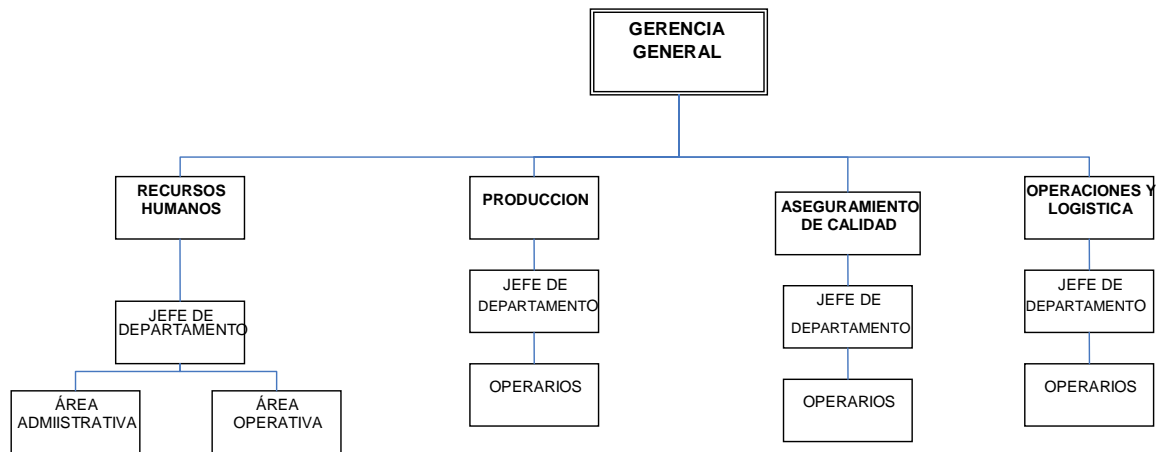 GERENCIA
GENERAL
RECURSOS
HUMANOS
PRODUCCION
ASEGURAMIENTO
DE CALIDAD
OPERACIONES Y
LOGISTICA
JEFE DE
DEPARTAMENTO
JEFE DE
DEPARTAMENTO
JEFE DE
DEPARTAMENTO
JEFE DE
DEPARTAMENTO
ÁREA
ADMIISTRATIVA
ÁREA
OPERATIVA
OPERARIOS
OPERARIOS
OPERARIOS